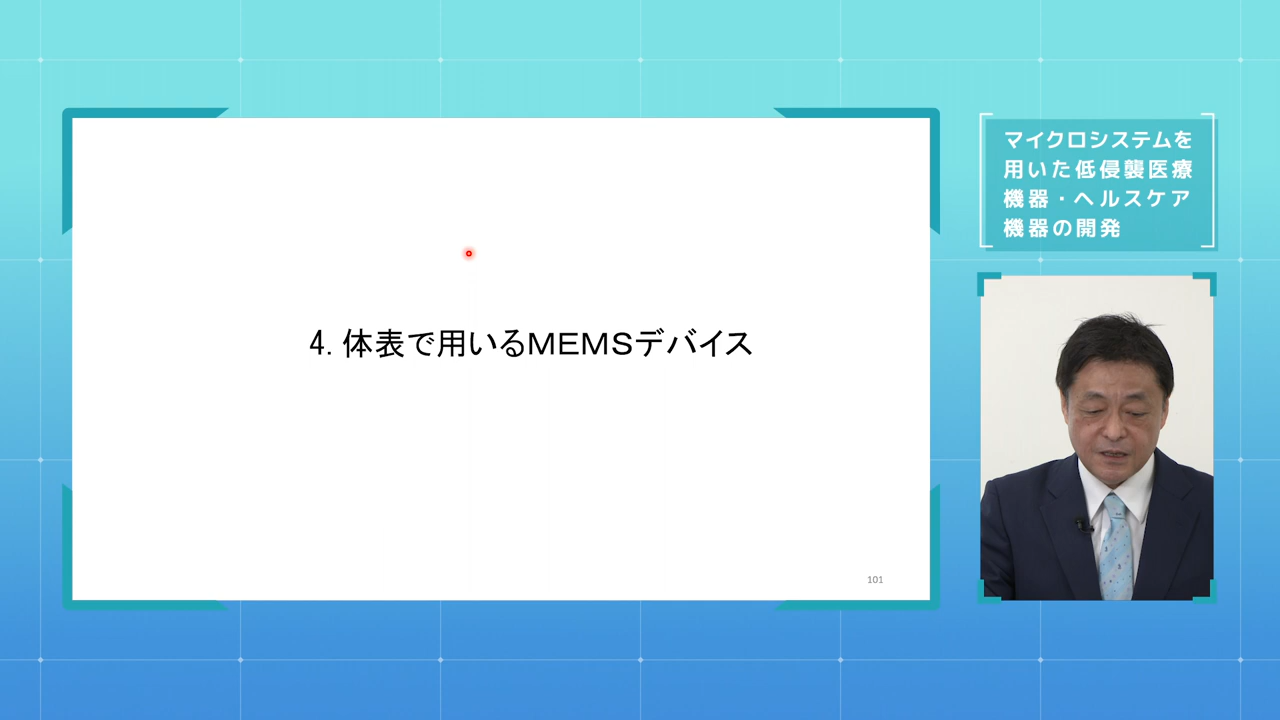 マイクロシステムを
用いた低侵襲医療
機器・ヘルスケア
機器の開発
4. 体表で用いるMEMSデバイス
101